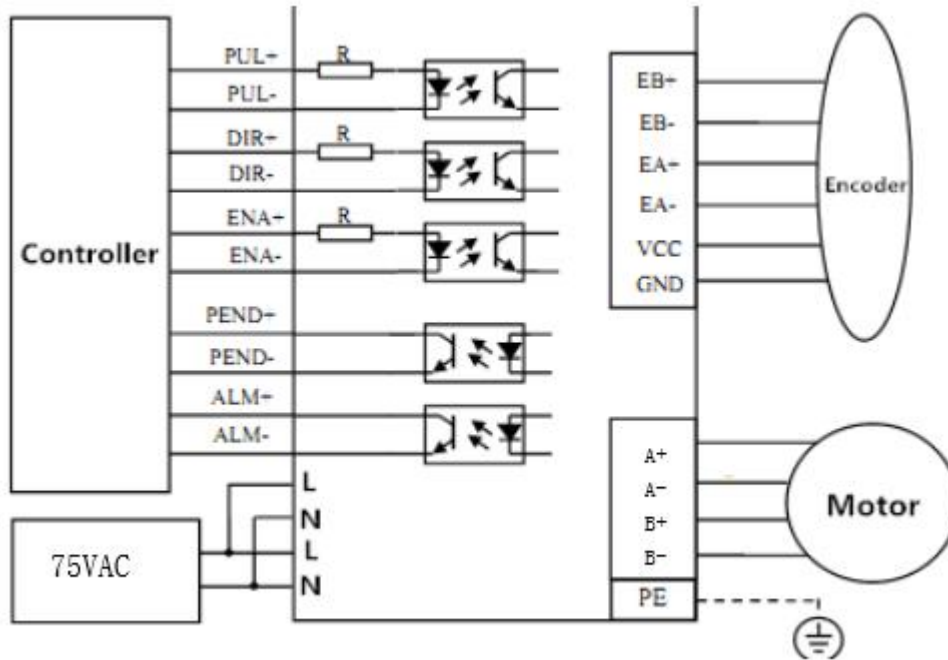 Controller
PUL+
R
PUL-
DIR+
R
DIR-
ENA+
R
ENA-
PEND+
PEND-
ALM+
ALM-
75VAC
L
N
L
N
EB+
EB-
EA+
EA-
VCC
GND
Encoder
A+
A-
B+
B-
PE
Motor